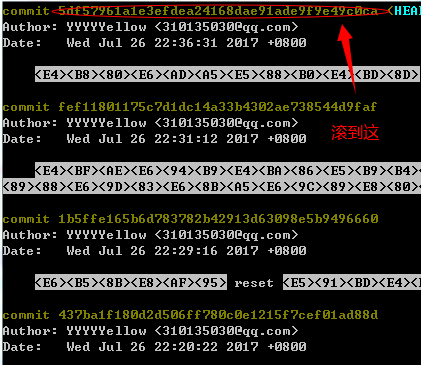 commit 5df57961a1e3efdea24168dae91ade9f9e49c0ca <HEA
Author: YYYYYellow <310135030@qq.com>
Date:   Wed Jul 26 22:36:31 2017 +0800
<E4><B8><80><E6><AD><A5><E5><88><B0><E4><BD><8D>
滚到这
commit fef11801175c7d1dc14a33b4302ae738544d9faf
Author: YYYYYellow <310135030@qq.com>
Date:   Wed Jul 26 22:31:12 2017 +0800
<E4><BF><AE><E6><94><B9><E4><BA><86><E5><B9><B4><
<89><88><E6><9D><83><E6><8B><A5><E6><9C><89><E8><80>
commit 1b5ffe165b6d783782b42913d63098e5b9496660
Author: YYYYYellow <310135030@qq.com>
Date:   Wed Jul 26 22:29:16 2017 +0800
<E6><B5><8B><E8><AF><95> reset <E5><91><BD><E4><
commit 437ba1f180d2d506ff780c0e1215f7cef01ad88d
Author: YYYYYellow <310135030@qq.com>
Date:   Wed Jul 26 22:20:22 2017 +0800